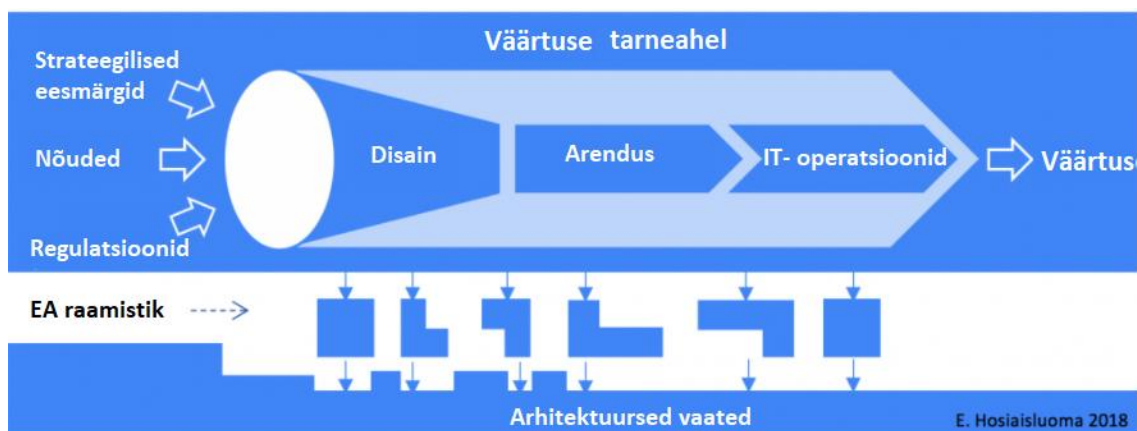 Väärtuse tarneahel
Strateegilised
eesmärgid
Nõuded
Regulatsioonid
Disain
Arendus
IT- operatsioonid
Väärtus
EA raamistik
Arhitektuursed vaated
E. Hosiaisluoma 2018